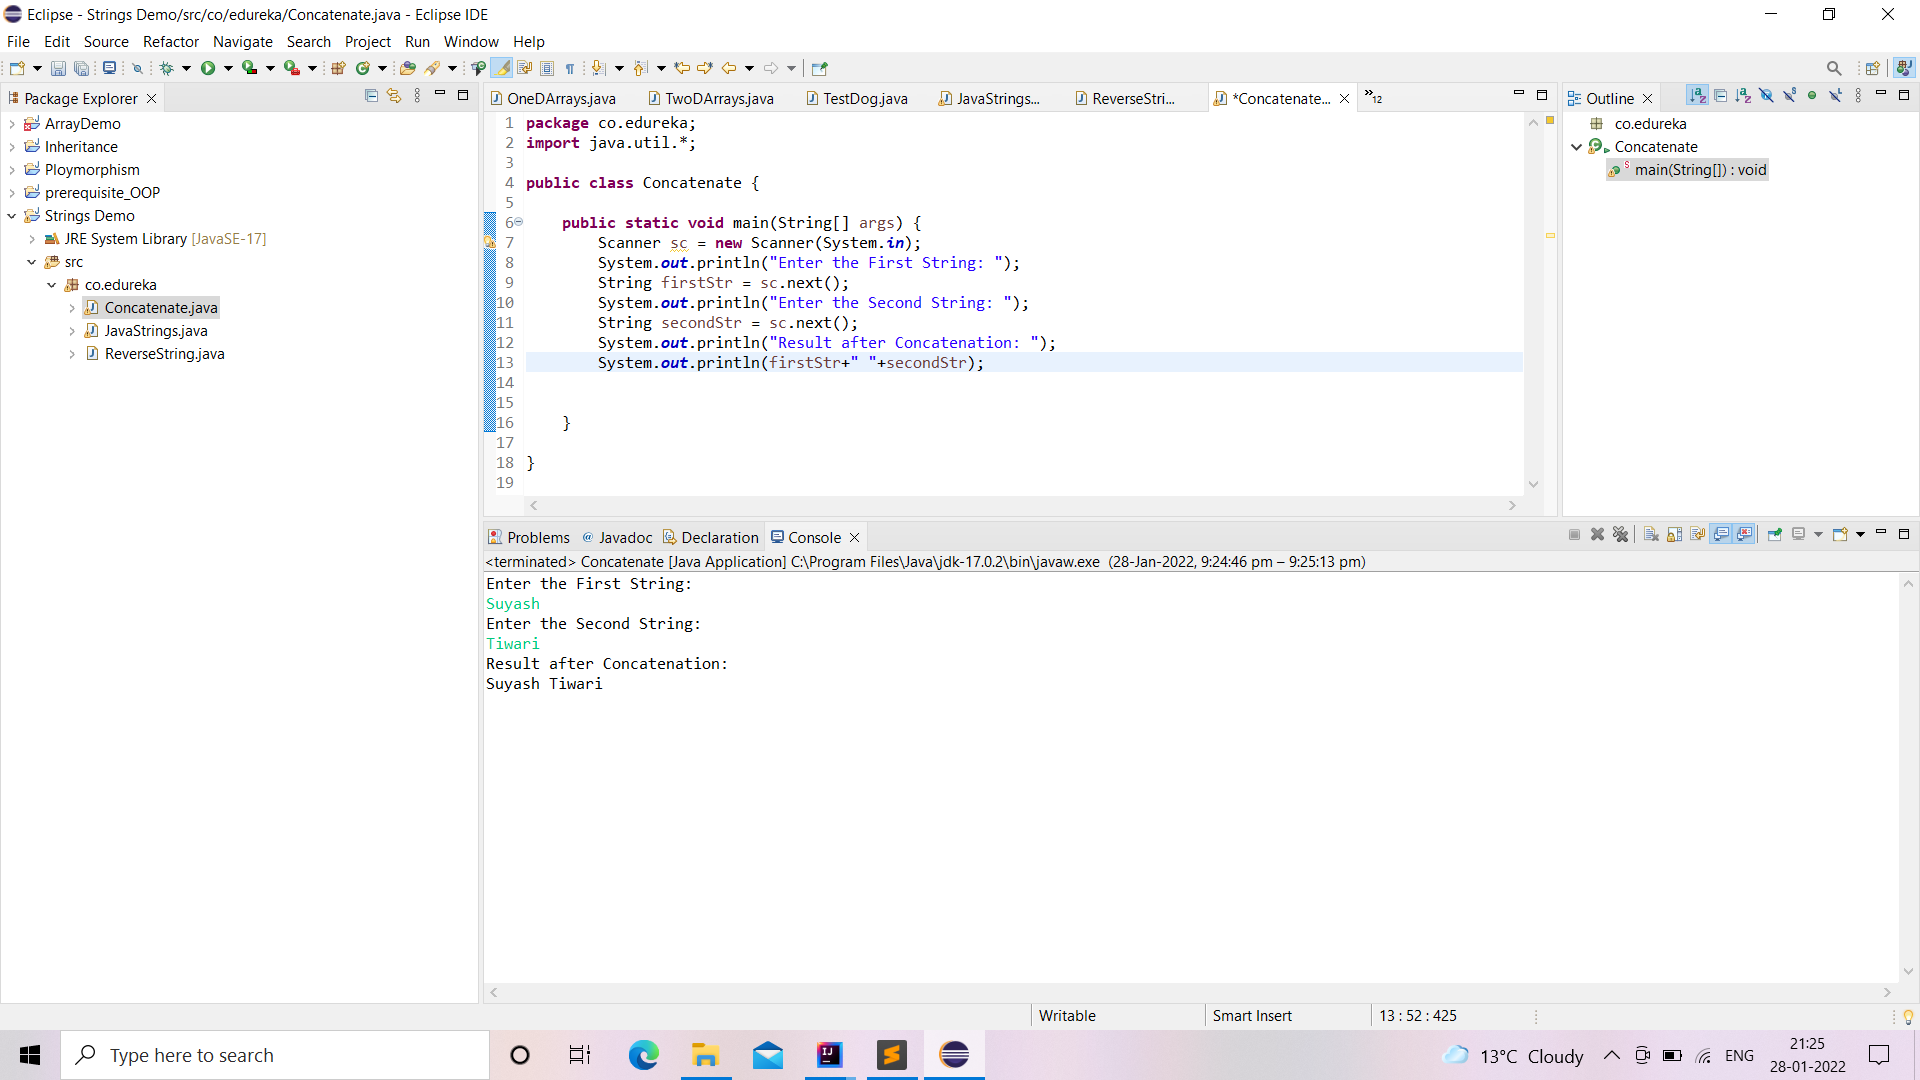 Eclipse - Strings Demo/src/co/edureka/Concatenate.java - Eclipse IDE
File Edit Source Refactor Navigate Search Project Run Window Help
Package Explorer
ArrayDemo
Inheritance
Ploymorphism
prerequisite_OOP
Strings Demo
JRE System Library [JavaSE-17]
src
co.edureka
Concatenate.java
JavaStrings.java
ReverseString.java
OneDArrays.java TwoDArrays.java TestDog.java JavaStrings... ReverseStri... *Concatenate... »12
1 package co.edureka;
2 import java.util.*;
3
4 public class Concatenate {
5
6 public static void main(String[] args) {
7 Scanner sc = new Scanner(System.in);
8 System.out.println("Enter the First String: ");
9 String firstStr = sc.next();
10 System.out.println("Enter the Second String: ");
11 String secondStr = sc.next();
12 System.out.println("Result after Concatenation: ");
13 System.out.println(firstStr+" "+secondStr);
14
15
16 }
17
18 }
19
Outline
co.edureka
Concatenate
main(String[]) : void
Problems @ Javadoc Declaration Console
<terminated> Concatenate [Java Application] C:\Program Files\Java\jdk-17.0.2\bin\javaw.exe (28-Jan-2022, 9:24:46 pm – 9:25:13 pm)
Enter the First String:
Suyash
Enter the Second String:
Tiwari
Result after Concatenation:
Suyash Tiwari
Writable Smart Insert 13 : 52 : 425
Type here to search
13°C Cloudy
ENG
21:25
28-01-2022